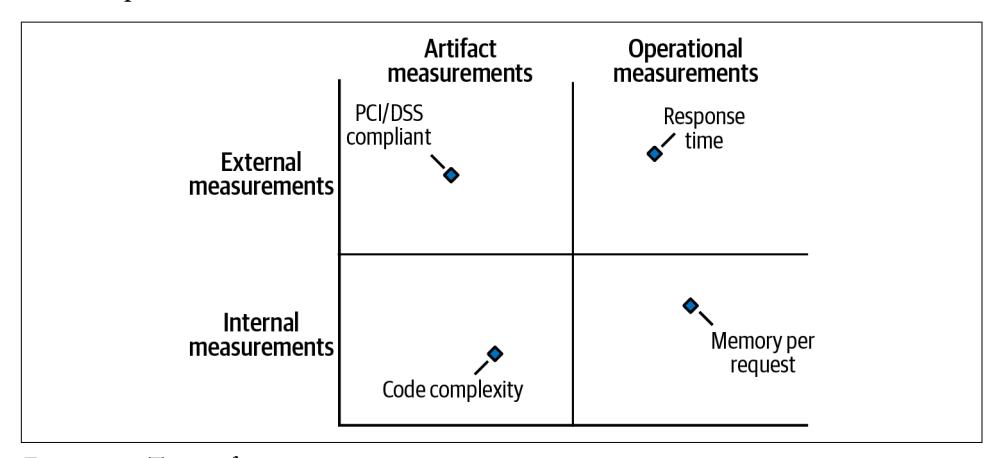 Artifact
measurements
Operational
measurements
PCI/DSS
compliant
Response
time
External
measurements
Internal
measurements
Memory per
request
Code complexity